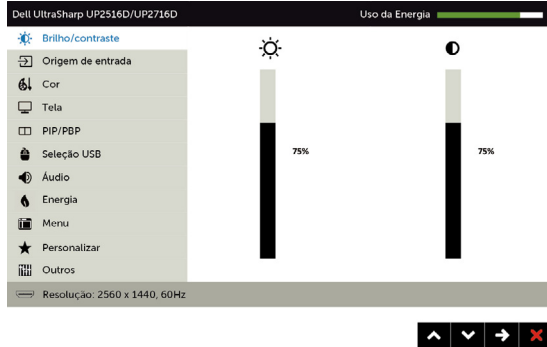 Dell UltraSharp UP2516D/UP2716D
Uso da Energia
Brilho/contraste
Origem de entrada
Cor
Tela
PIP/PBP
Seleção USB
Áudio
Energia
Menu
Personalizar
Outros
75%
75%
Resolução: 2560 x 1440, 60Hz